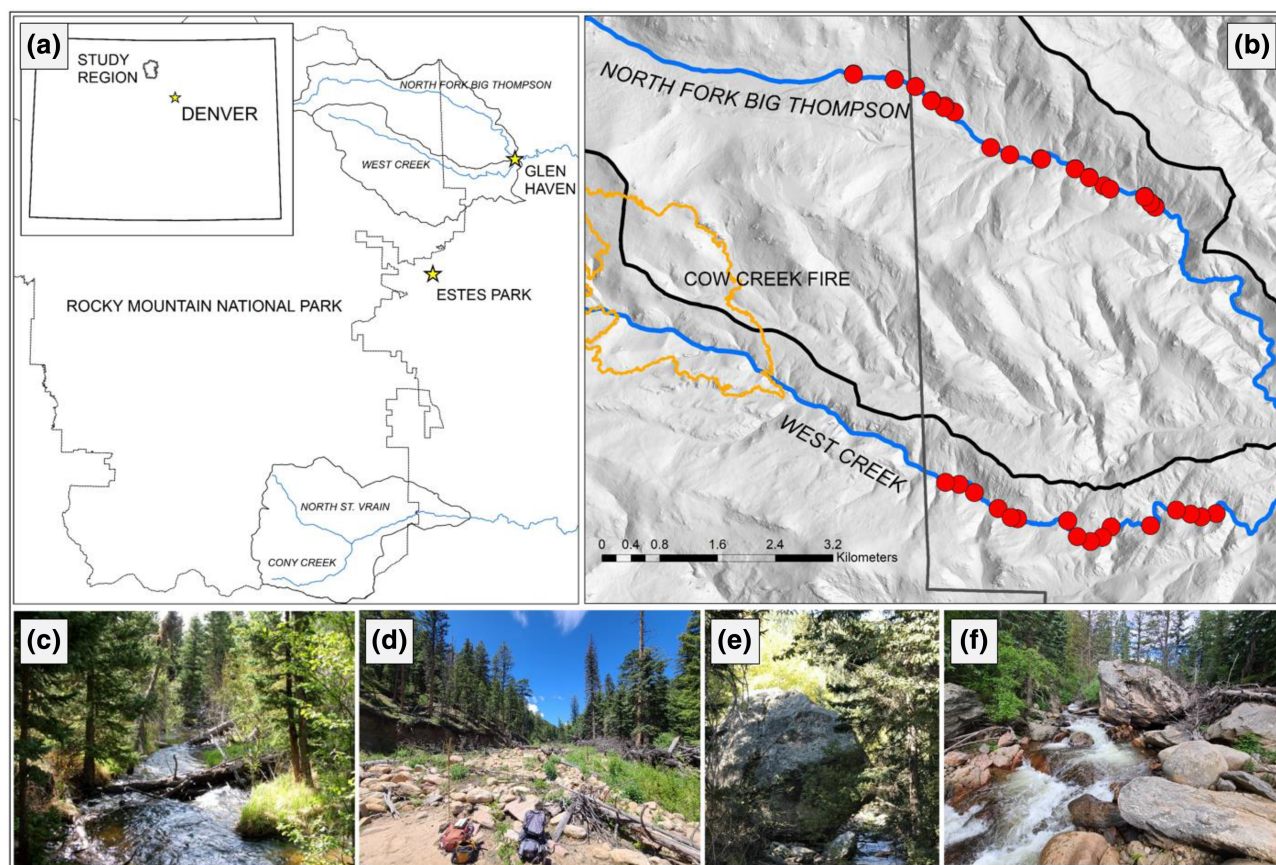 (a)
STUDY
REGION
DENVER
NORTH FORK BIG THOMPSON
WEST CREEK
GLEN
HAVEN
ESTES PARK
ROCKY MOUNTAIN NATIONAL PARK
NORTH ST. VRAIN
CONY CREEK
(b)
NORTH FORK BIG THOMPSON
COW CREEK FIRE
WEST CREEK
0 0.4 0.8 1.6 2.4 3.2
Kilometers
(c)
(d)
(e)
(f)